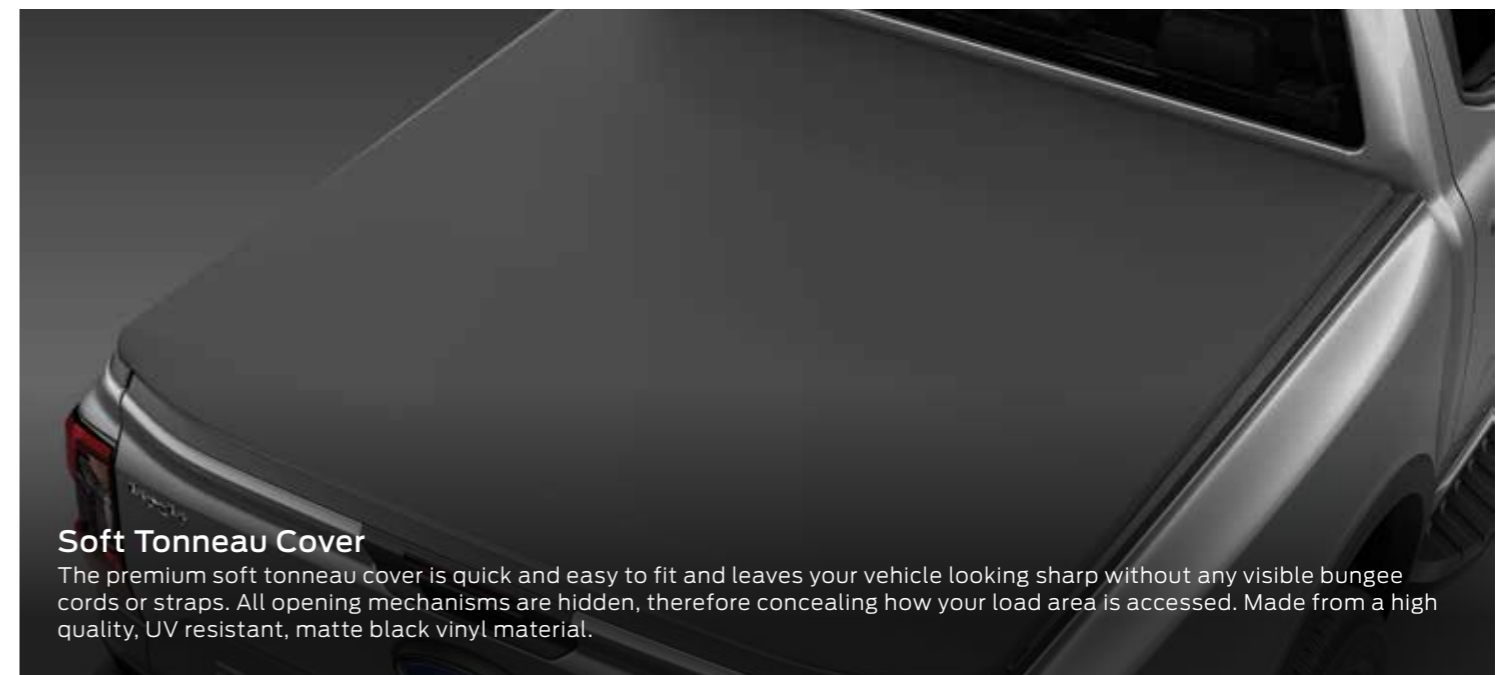 Soft Tonneau Cover
The premium soft tonneau cover is quick and easy to fit and leaves your vehicle looking sharp without any visible bungee
cords or straps. All opening mechanisms are hidden, therefore concealing how your load area is accessed. Made from a high
quality, UV resistant, matte black vinyl material.